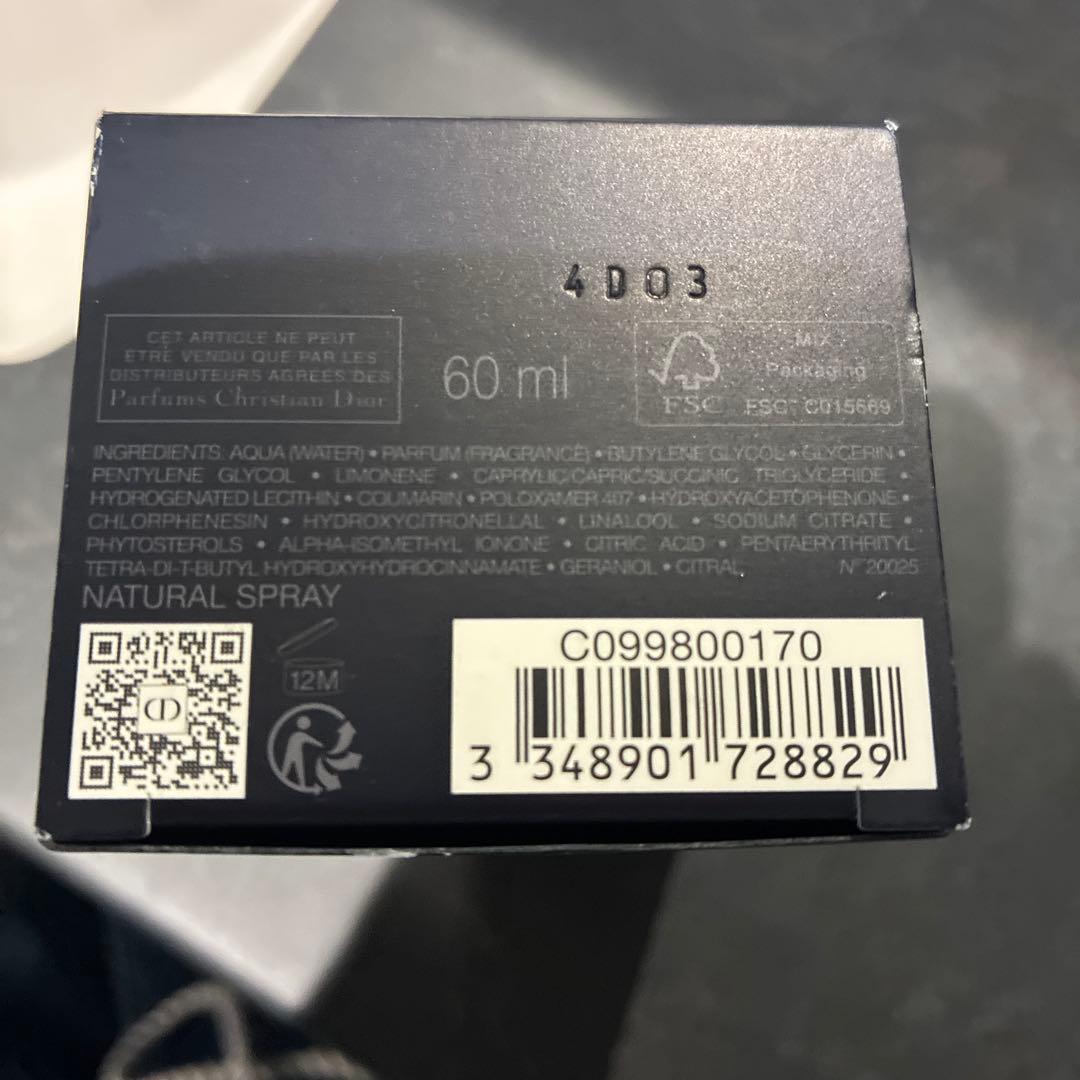 4D03
CET ARTICLE NE PEUT
ÊTRE VENDU QUE PAR LES
DISTRIBUTEURS AGRÉÉS DES
Parfums Christian Dior
60 ml
MIX
Packaging
FSC
FSC® C015669
INGREDIENTS: AQUA (WATER) • PARFUM (FRAGRANCE) • BUTYLENE GLYCOL • GLYCERIN •
PENTYLENE GLYCOL • LIMONENE • CAPRYLIC/CAPRIC/SUCCINIC TRIGLYCERIDE •
HYDROGENATED LECITHIN • COUMARIN • POLOXAMER 407 • HYDROXYACETOPHENONE •
CHLORPHENESIN • HYDROXYCITRONELLAL • LINALOOL • SODIUM CITRATE •
PHYTOSTEROLS • ALPHA-ISOMETHYL IONONE • CITRIC ACID • PENTAERYTHRITYL
TETRA-DI-T-BUTYL HYDROXYHYDROCINNAMATE • GERANIOL • CITRAL N° 20025
NATURAL SPRAY
CD
12M
C099800170
3 348901 728829